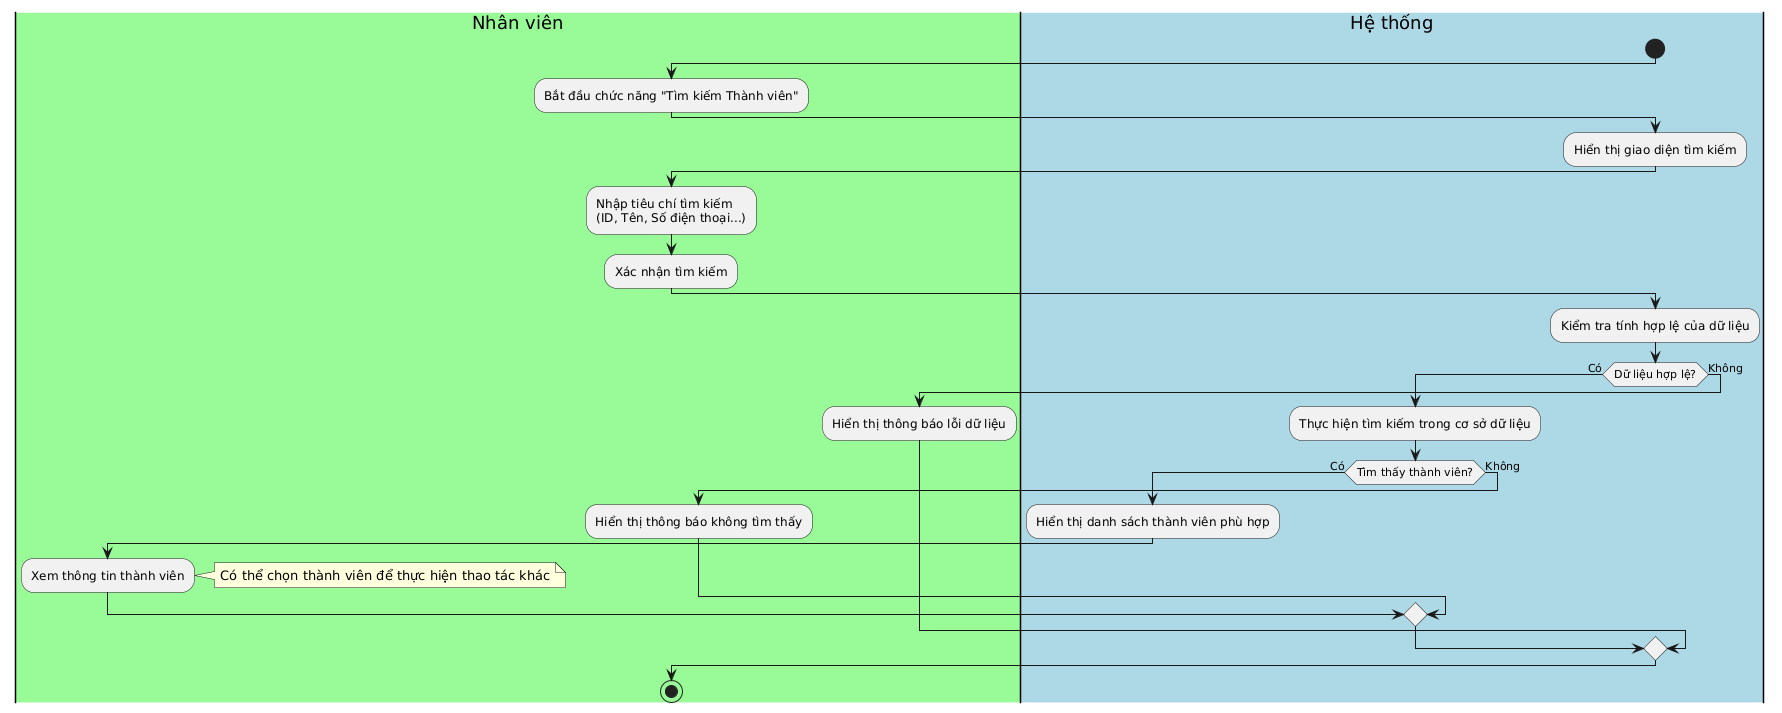 Nhân viên
Hệ thống
Bắt đầu chức năng "Tìm kiếm Thành viên"
Hiển thị giao diện tìm kiếm
Nhập tiêu chí tìm kiếm
(ID, Tên, Số điện thoại...)
Xác nhận tìm kiếm
Kiểm tra tính hợp lệ của dữ liệu
Có
Dữ liệu hợp lệ?
Không
Hiển thị thông báo lỗi dữ liệu
Thực hiện tìm kiếm trong cơ sở dữ liệu
Có
Tìm thấy thành viên?
Không
Hiển thị thông báo không tìm thấy
Hiển thị danh sách thành viên phù hợp
Xem thông tin thành viên
Có thể chọn thành viên để thực hiện thao tác khác